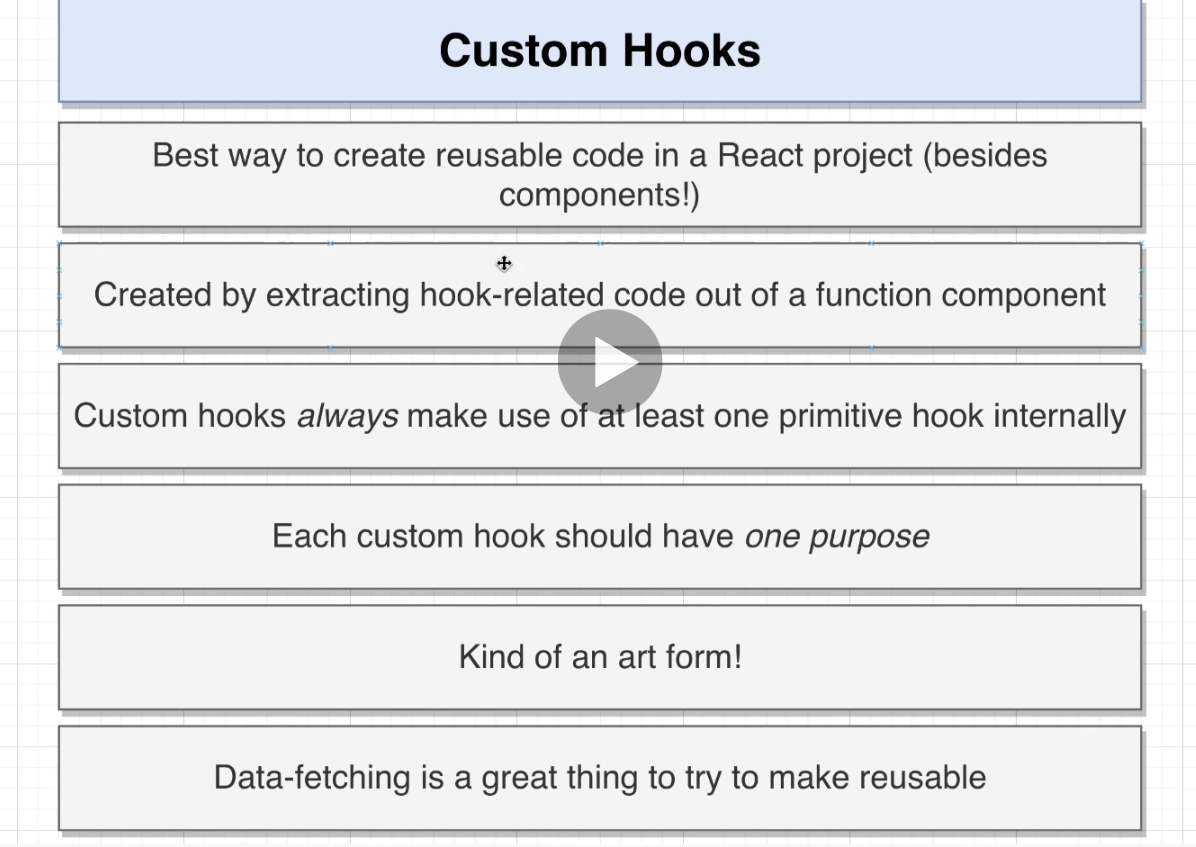 Custom Hooks
Best way to create reusable code in a React project (besides
components!)
Created by extracting hook-related code out of a function component
Custom hooks always make use of at least one primitive hook internally
Each custom hook should have one purpose
Kind of an art form!
Data-fetching is a great thing to try to make reusable